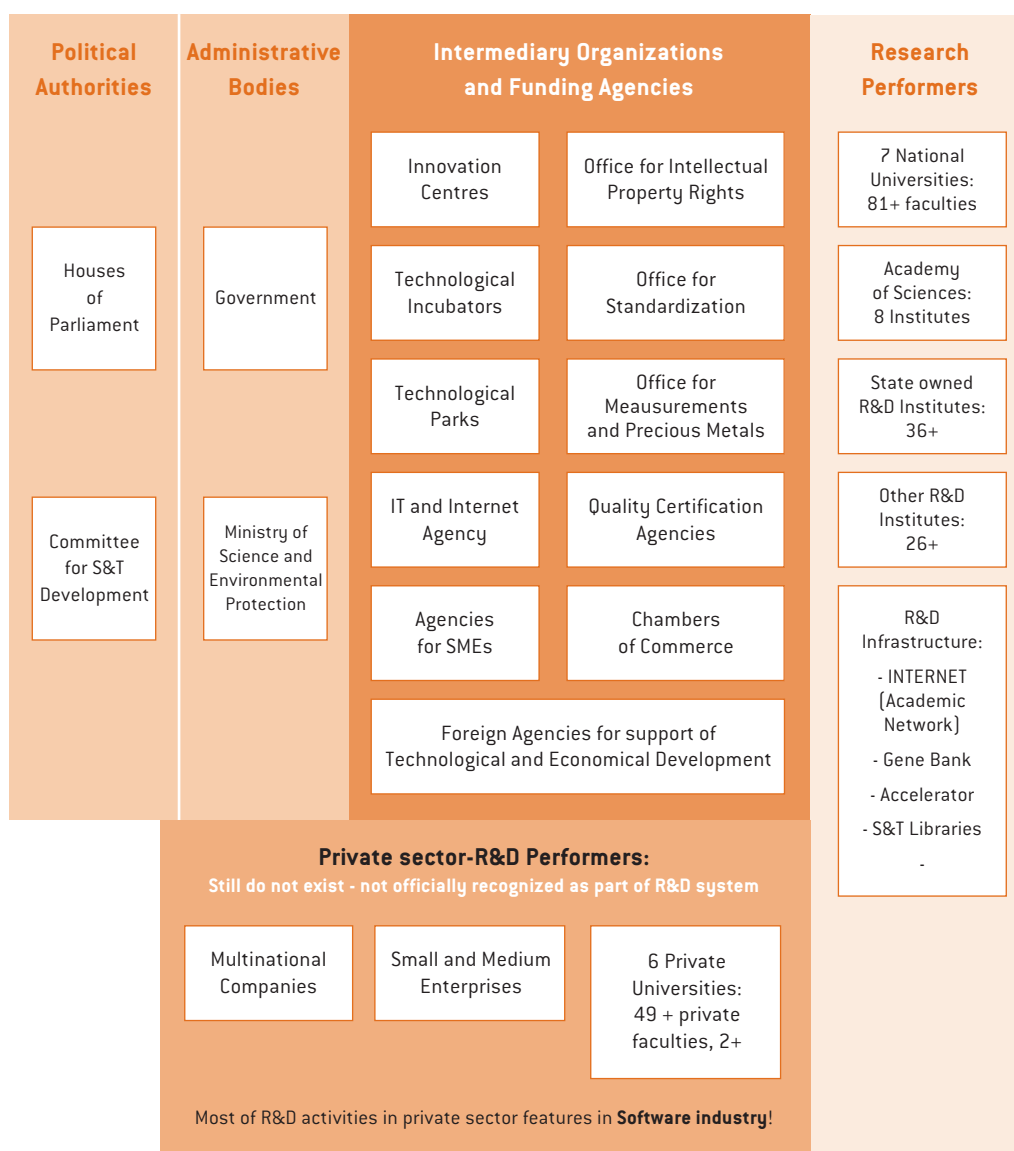 Political
Authorities
Houses
of
Parliament
Committee
for S&T
Development
Administrative
Bodies
Government
Ministry of
Science and
Environmental
Protection
Intermediary Organizations
and Funding Agencies
Innovation
Centres
Office for Intellectual
Property Rights
Technological
Incubators
Office for
Standardization
Technological
Parks
Office for
Meausurements
and Precious Metals
IT and Internet
Agency
Quality Certification
Agencies
Agencies
for SMEs
Chambers
of Commerce
Foreign Agencies for support of
Technological and Economical Development
Research
Performers
7 National
Universities:
81+ faculties
Academy
of Sciences:
8 Institutes
State owned
R&D Institutes:
36+
Other R&D
Institutes:
26+
R&D
Infrastructure:
- INTERNET
(Academic
Network)
- Gene Bank
- Accelerator
- S&T Libraries
-
Private sector-R&D Performers:
Still do not exist - not officially recognized as part of R&D system
Multinational
Companies
Small and Medium
Enterprises
6 Private
Universities:
49 + private
faculties, 2+
Most of R&D activities in private sector features in Software industry!